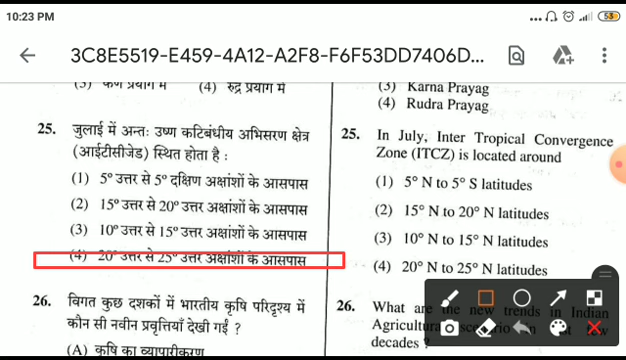 10:23 PM
58
3C8E5519-E459-4A12-A2F8-F6F53DD7406D...
(4) रुद्र प्रयाग में
(3) Karna Prayag
(4) Rudra Prayag
25. जुलाई में अन्तः उष्ण कटिबंधीय अभिसरण क्षेत्र
(आईटीसीजेड) स्थित होता है :
(1) 5° उत्तर से 5° दक्षिण अक्षांशों के आसपास
(2) 15° उत्तर से 20° उत्तर अक्षांशों के आसपास
(3) 10° उत्तर से 15° उत्तर अक्षांशों के आसपास
(4) 20° उत्तर से 25° उत्तर अक्षांशों के आसपास
25. In July, Inter Tropical Convergence
Zone (ITCZ) is located around
(1) 5° N to 5° S latitudes
(2) 15° N to 20° N latitudes
(3) 10° N to 15° N latitudes
(4) 20° N to 25° N latitudes
26. विगत कुछ दशकों में भारतीय कृषि परिदृश्य में
कौन सी नवीन प्रवृत्तियाँ देखी गईं ?
(A) कृषि का व्यापारीकरण
26. What are the new trends in Indian
Agricultural few
decades ?